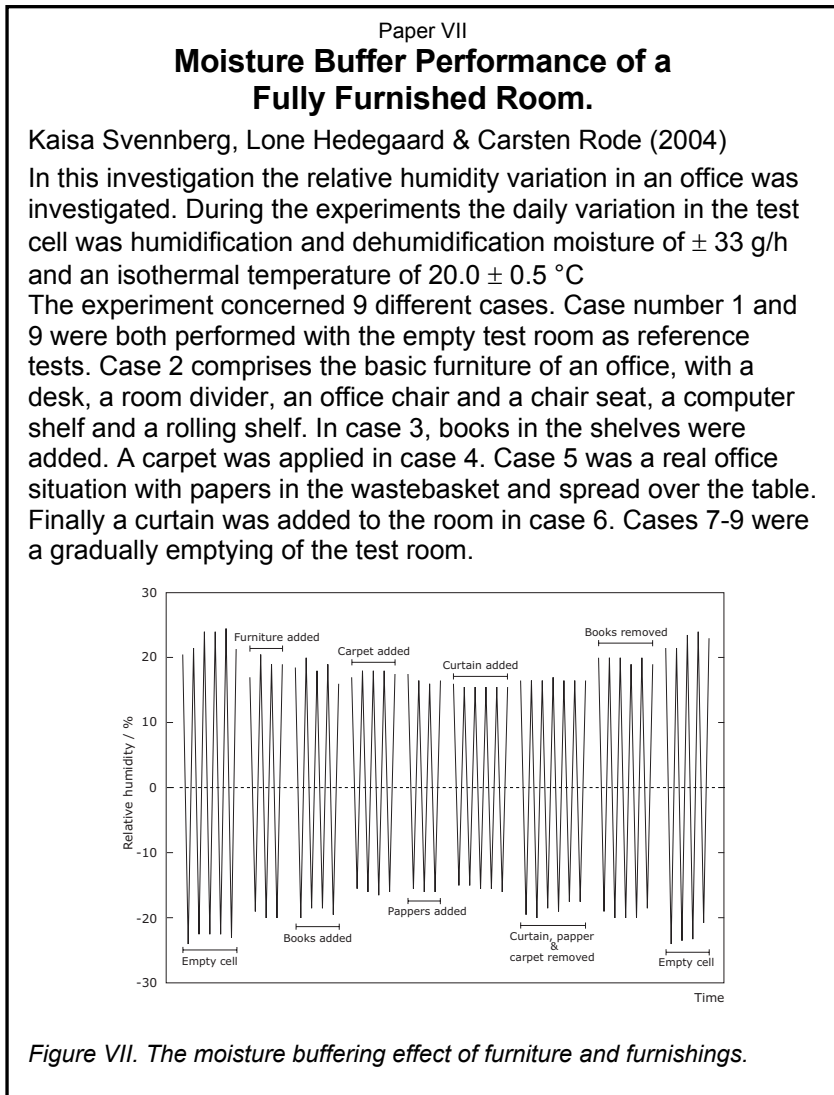 Paper VII
Moisture Buffer Performance of a
Fully Furnished Room.
Kaisa Svennberg, Lone Hedegaard & Carsten Rode (2004)
In this investigation the relative humidity variation in an office was
investigated. During the experiments the daily variation in the test
cell was humidification and dehumidification moisture of ± 33 g/h
and an isothermal temperature of 20.0 ± 0.5 °C
The experiment concerned 9 different cases. Case number 1 and
9 were both performed with the empty test room as reference
tests. Case 2 comprises the basic furniture of an office, with a
desk, a room divider, an office chair and a chair seat, a computer
shelf and a rolling shelf. In case 3, books in the shelves were
added. A carpet was applied in case 4. Case 5 was a real office
situation with papers in the wastebasket and spread over the table.
Finally a curtain was added to the room in case 6. Cases 7-9 were
a gradually emptying of the test room.
30
Furniture added
Carpet added
Curtain added
Books removed
20
10
Relative humidity / %
0
-10
Pappers added
-20
Empty cell
Books added
Curtain, papper
&
carpet removed
Empty cell
-30
Time
Figure VII. The moisture buffering effect of furniture and furnishings.